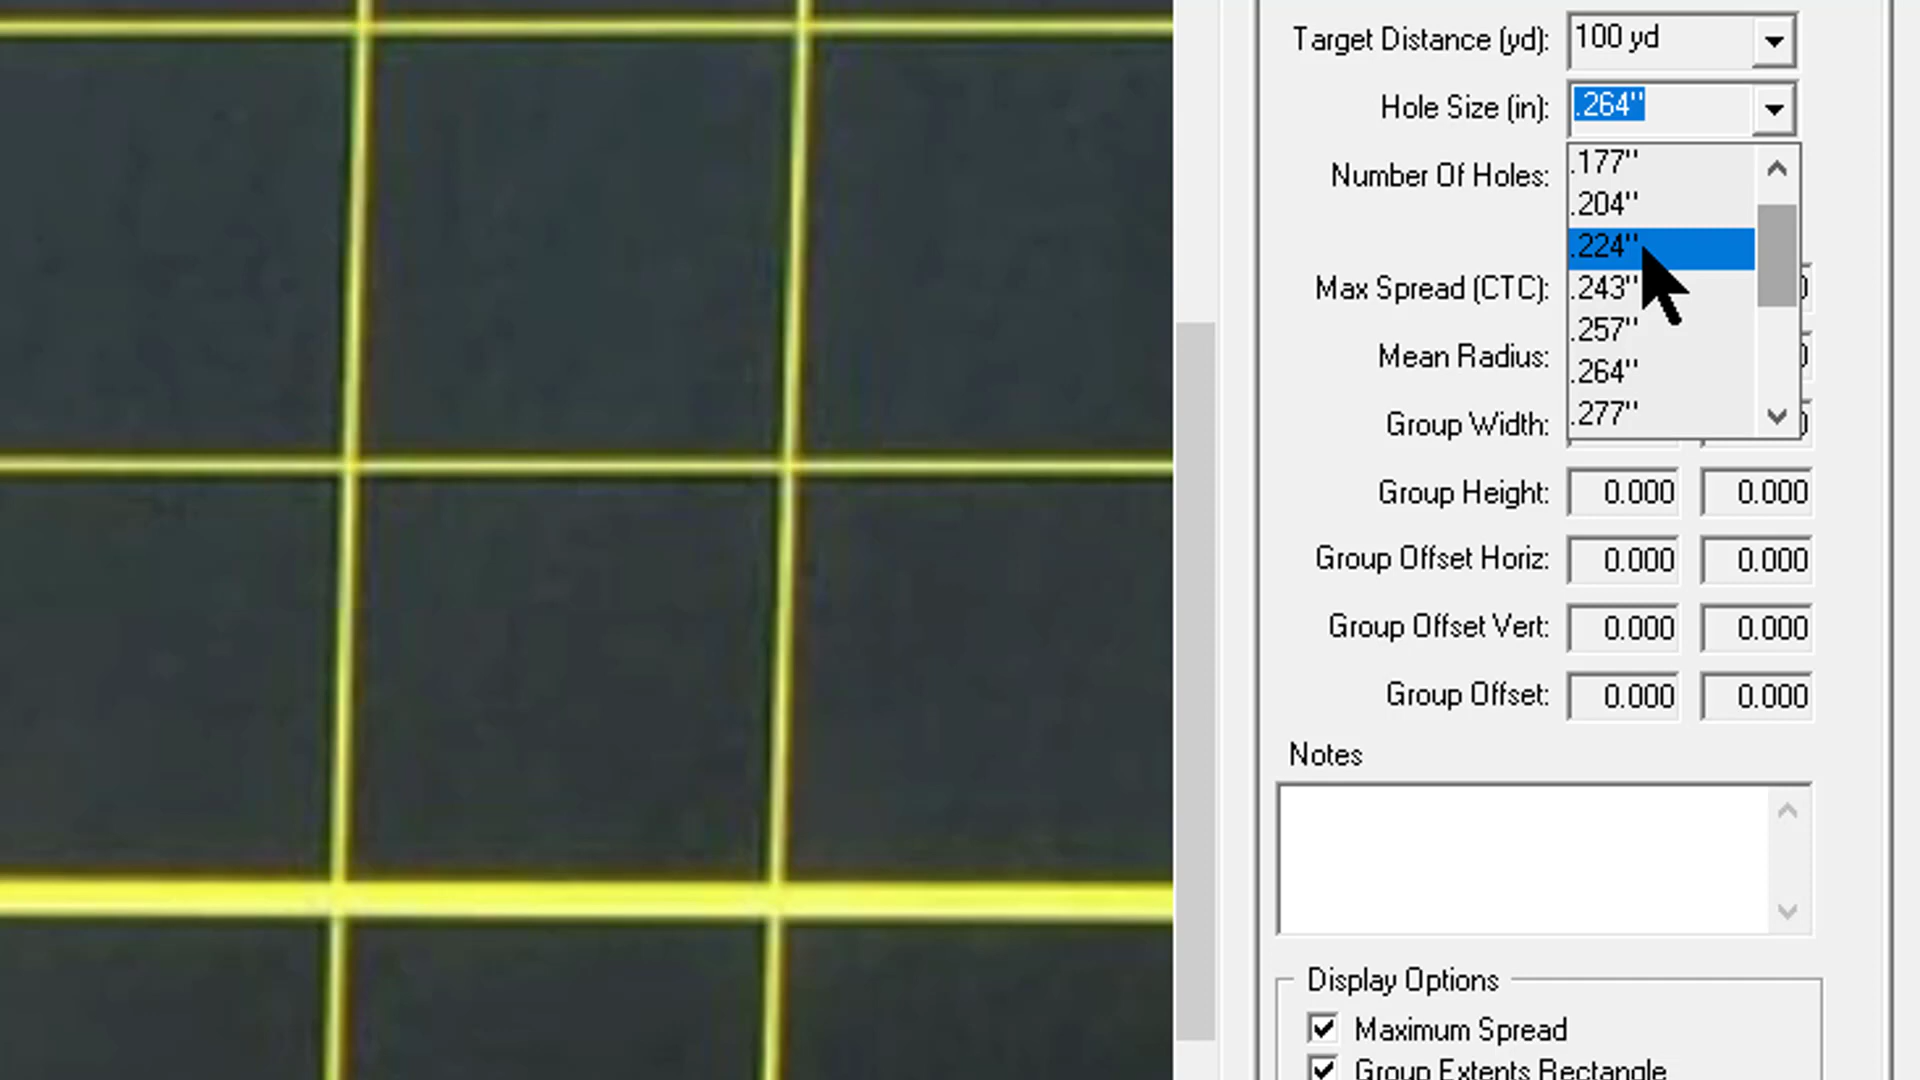 Target Distance (yd): 100 yd
Hole Size (in): .264"
.177"
Number Of Holes:
.204"
.224"
Max Spread (CTC): .243"
.257"
Mean Radius:
.264"
Group Width: .277"
Group Height: 0.000 0.000
Group Offset Horiz: 0.000 0.000
Group Offset Vert: 0.000 0.000
Group Offset: 0.000 0.000
Notes
Display Options
Maximum Spread
Group Extents Rectangle